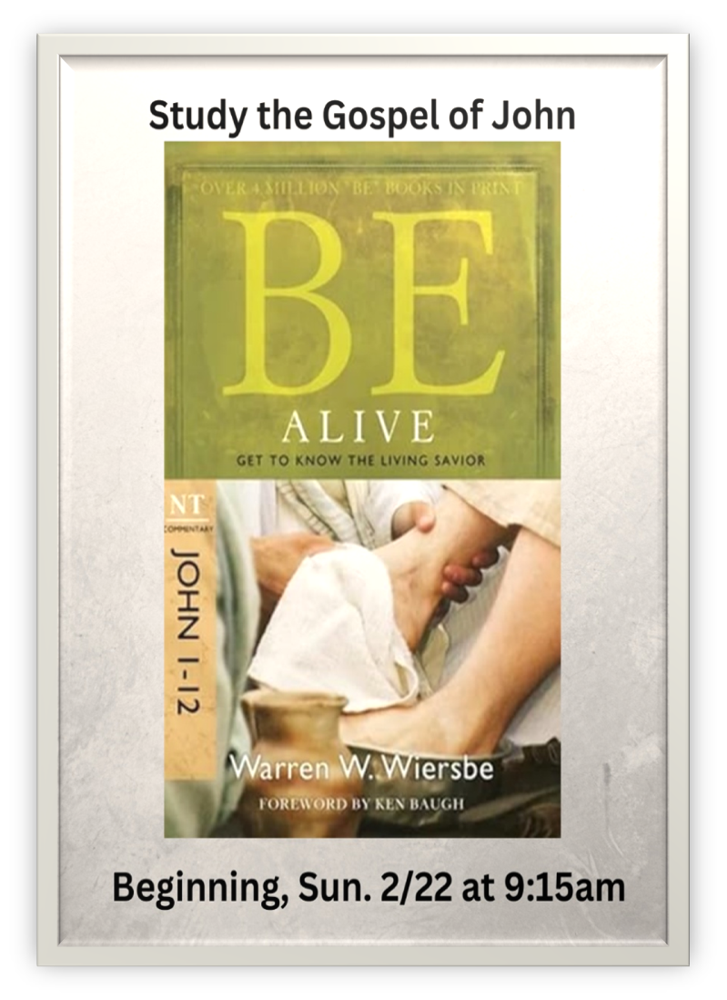 Study the Gospel of John
OVER 4 MILLION "BE" BOOKS IN PRINT
BE
ALIVE
GET TO KNOW THE LIVING SAVIOR
NT
COMMENTARY
JOHN 1-12
Warren W. Wiersbe
FOREWORD BY KEN BAUGH
Beginning, Sun. 2/22 at 9:15am